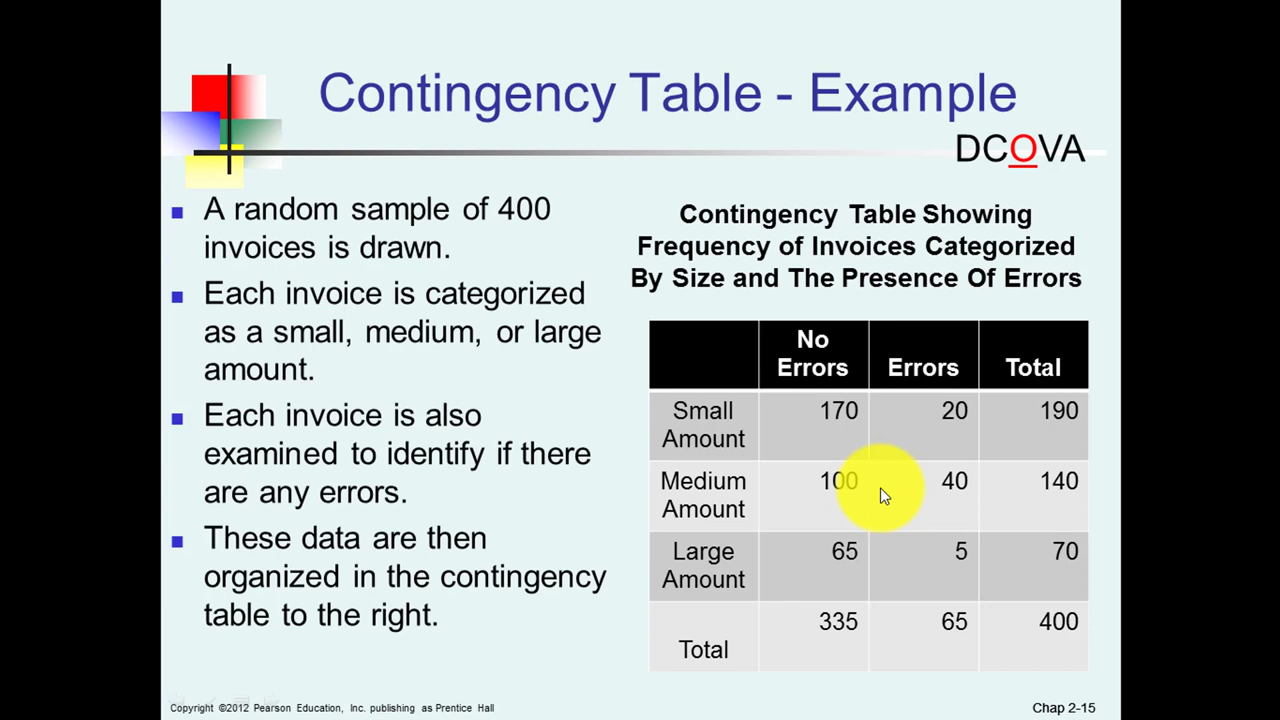 Contingency Table - Example
DCOVA
A random sample of 400
invoices is drawn.
Each invoice is categorized
as a small, medium, or large
amount.
Each invoice is also
examined to identify if there
are any errors.
These data are then
organized in the contingency
table to the right.
Contingency Table Showing
Frequency of Invoices Categorized
By Size and The Presence Of Errors
No
Errors Errors Total
Small 170 20 190
Amount
Medium 100 40 140
Amount
Large 65 5 70
Amount
335 65 400
Total
Copyright ©2012 Pearson Education, Inc. publishing as Prentice Hall
Chap 2-15